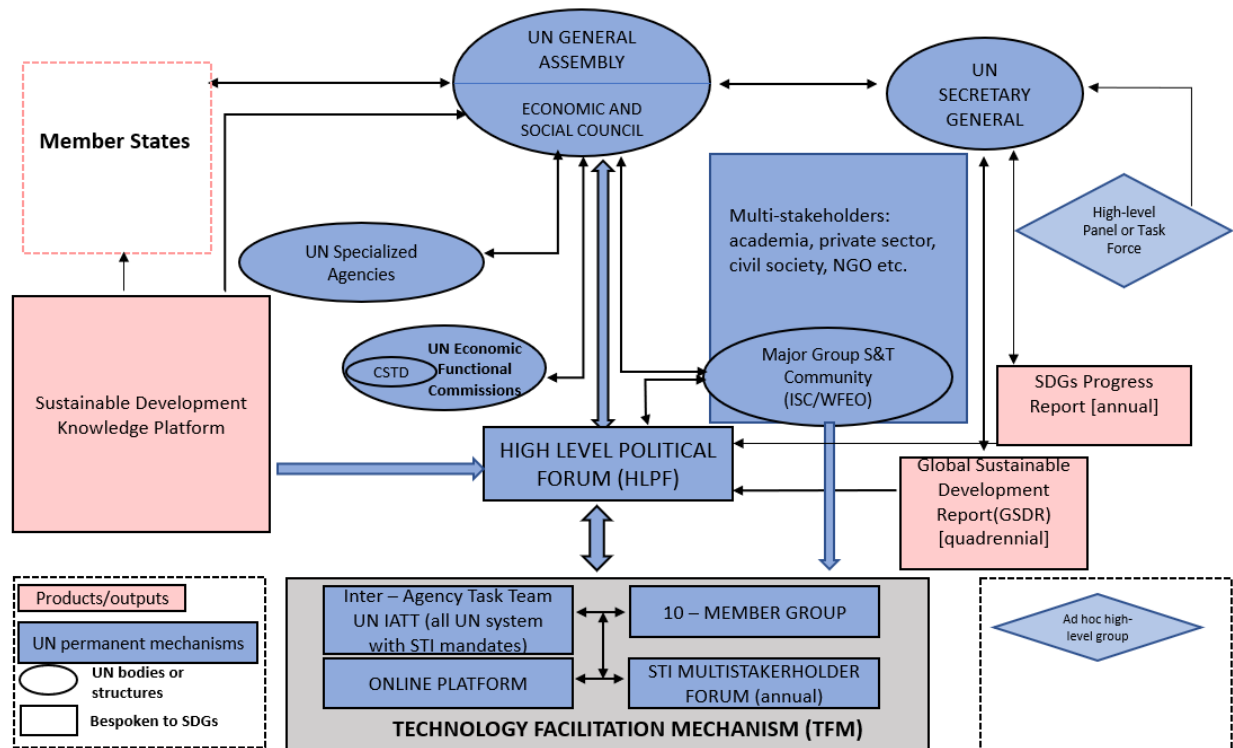 UN GENERAL
ASSEMBLY
ECONOMIC AND
SOCIAL COUNCIL
UN
SECRETARY
GENERAL
Member States
Multi-stakeholders:
academia, private sector,
civil society, NGO etc.
High-level
Panel or Task
Force
UN Specialized
Agencies
UN Economic
Functional
Commissions
CSTD
Major Group S&T
Community
(ISC/WFEO)
Sustainable Development
Knowledge Platform
SDGs Progress
Report [annual]
HIGH LEVEL POLITICAL
FORUM (HLPF)
Global Sustainable
Development
Report(GSDR)
[quadrennial]
Inter – Agency Task Team
UN IATT (all UN system
with STI mandates)
10 – MEMBER GROUP
ONLINE PLATFORM
STI MULTISTAKERHOLDER
FORUM (annual)
TECHNOLOGY FACILITATION MECHANISM (TFM)
Products/outputs
UN permanent mechanisms
UN bodies or
structures
Bespoken to SDGs
Ad hoc high-
level group